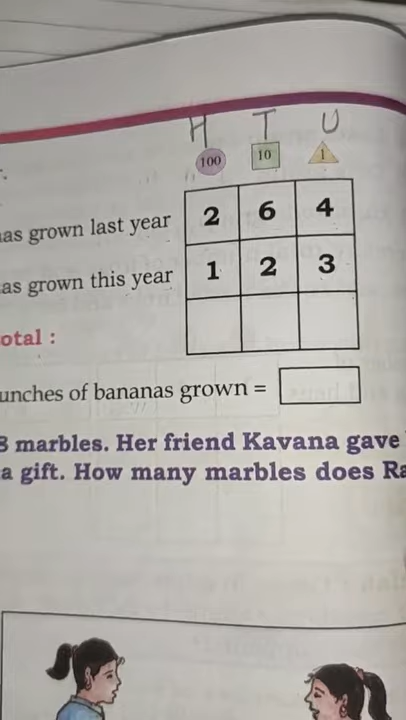 H T U
100 10 1
as grown last year 2 6 4
as grown this year 1 2 3
otal :
unches of bananas grown =
8 marbles. Her friend Kavana gave
a gift. How many marbles does Ra